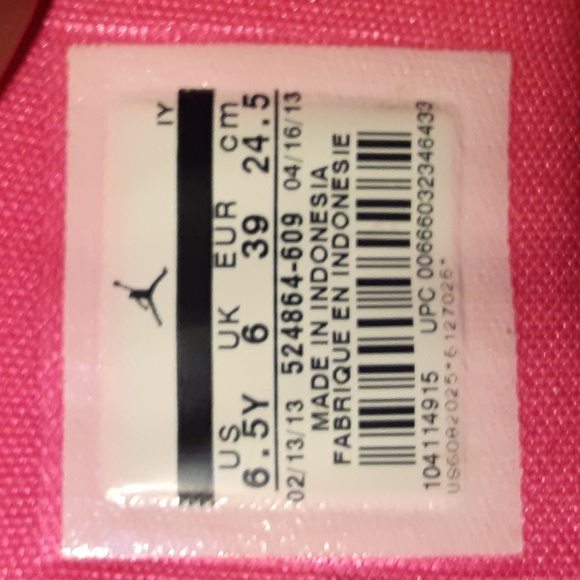 IY
US UK EUR cm
6.5Y 6 39 24.5
02/13/13 524864-609 04/16/13
MADE IN INDONESIA
FABRIQUE EN INDONESIE
104114915 UPC 00666032346433
US6082025*6127026*